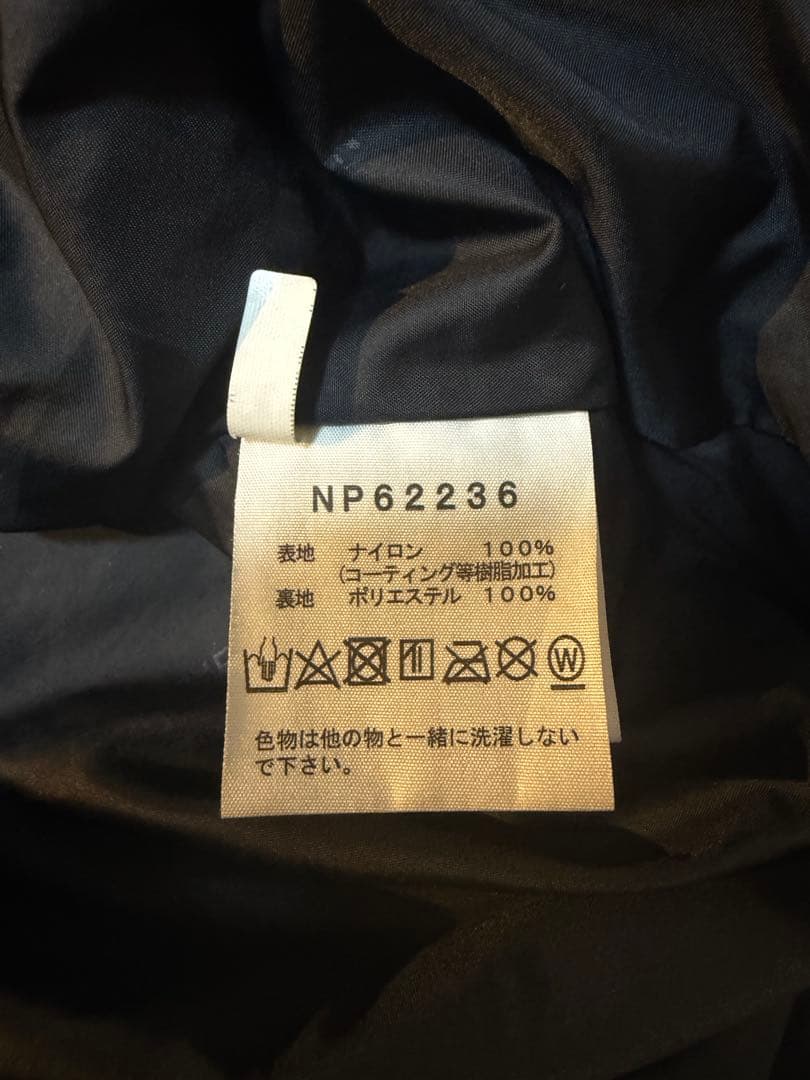 NP62236
表地 ナイロン 100%
(コーティング等樹脂加工)
裏地 ポリエステル 100%
W
色物は他の物と一緒に洗濯しない
で下さい。